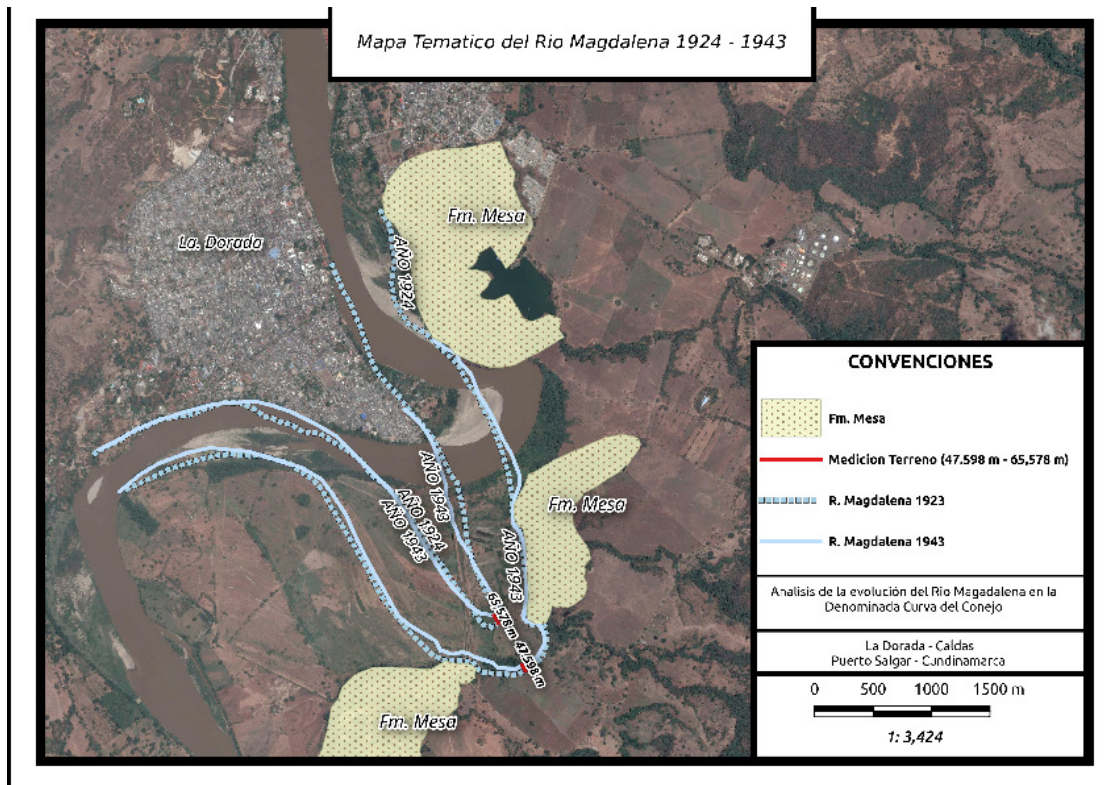 Mapa Tematico del Rio Magdalena 1924 - 1943
Fm. Mesa
La. Dorada
AÑO 1924
AÑO 1943
AÑO 1924
AÑO 1943
AÑO 1943
Fm. Mesa
65,578 m
47.598 m
Fm. Mesa
CONVENCIONES
Fm. Mesa
Medicion Terreno (47.598 m - 65,578 m)
R. Magdalena 1923
R. Magdalena 1943
Analisis de la evolución del Rio Magadalena en la
Denominada Curva del Conejo
La Dorada - Caldas
Puerto Salgar - Cundinamarca
0 500 1000 1500 m
1: 3,424